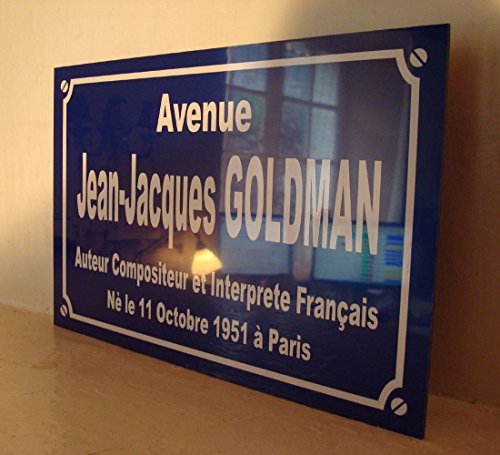 Avenue
Jean-Jacques GOLDMAN
Auteur Compositeur et Interprete Français
Nè le 11 Octobre 1951 à Paris